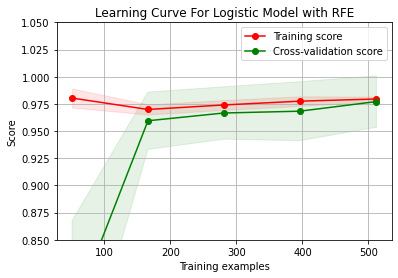 Learning Curve For Logistic Model with RFE
1.050
1.025
1.000
0.975
0.950
0.925
0.900
0.875
0.850
Score
Training score
Cross-validation score
100
200
300
400
500
Training examples